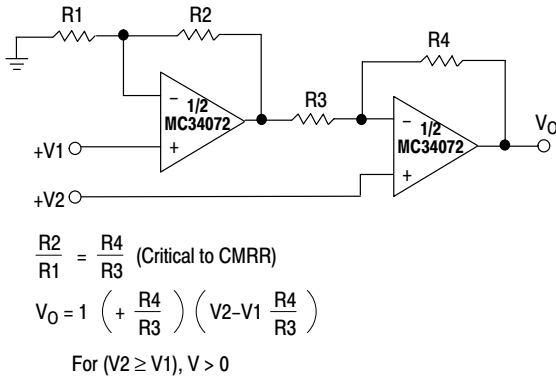 R1 R2
R3 R4
1/2
MC34072
1/2
MC34072
+V1
+V2
VO
−
+
−
+
R2/R1 = R4/R3 (Critical to CMRR)
VO = 1 ( + R4/R3 ) ( V2−V1 R4/R3 )
For (V2 ≥ V1), V > 0